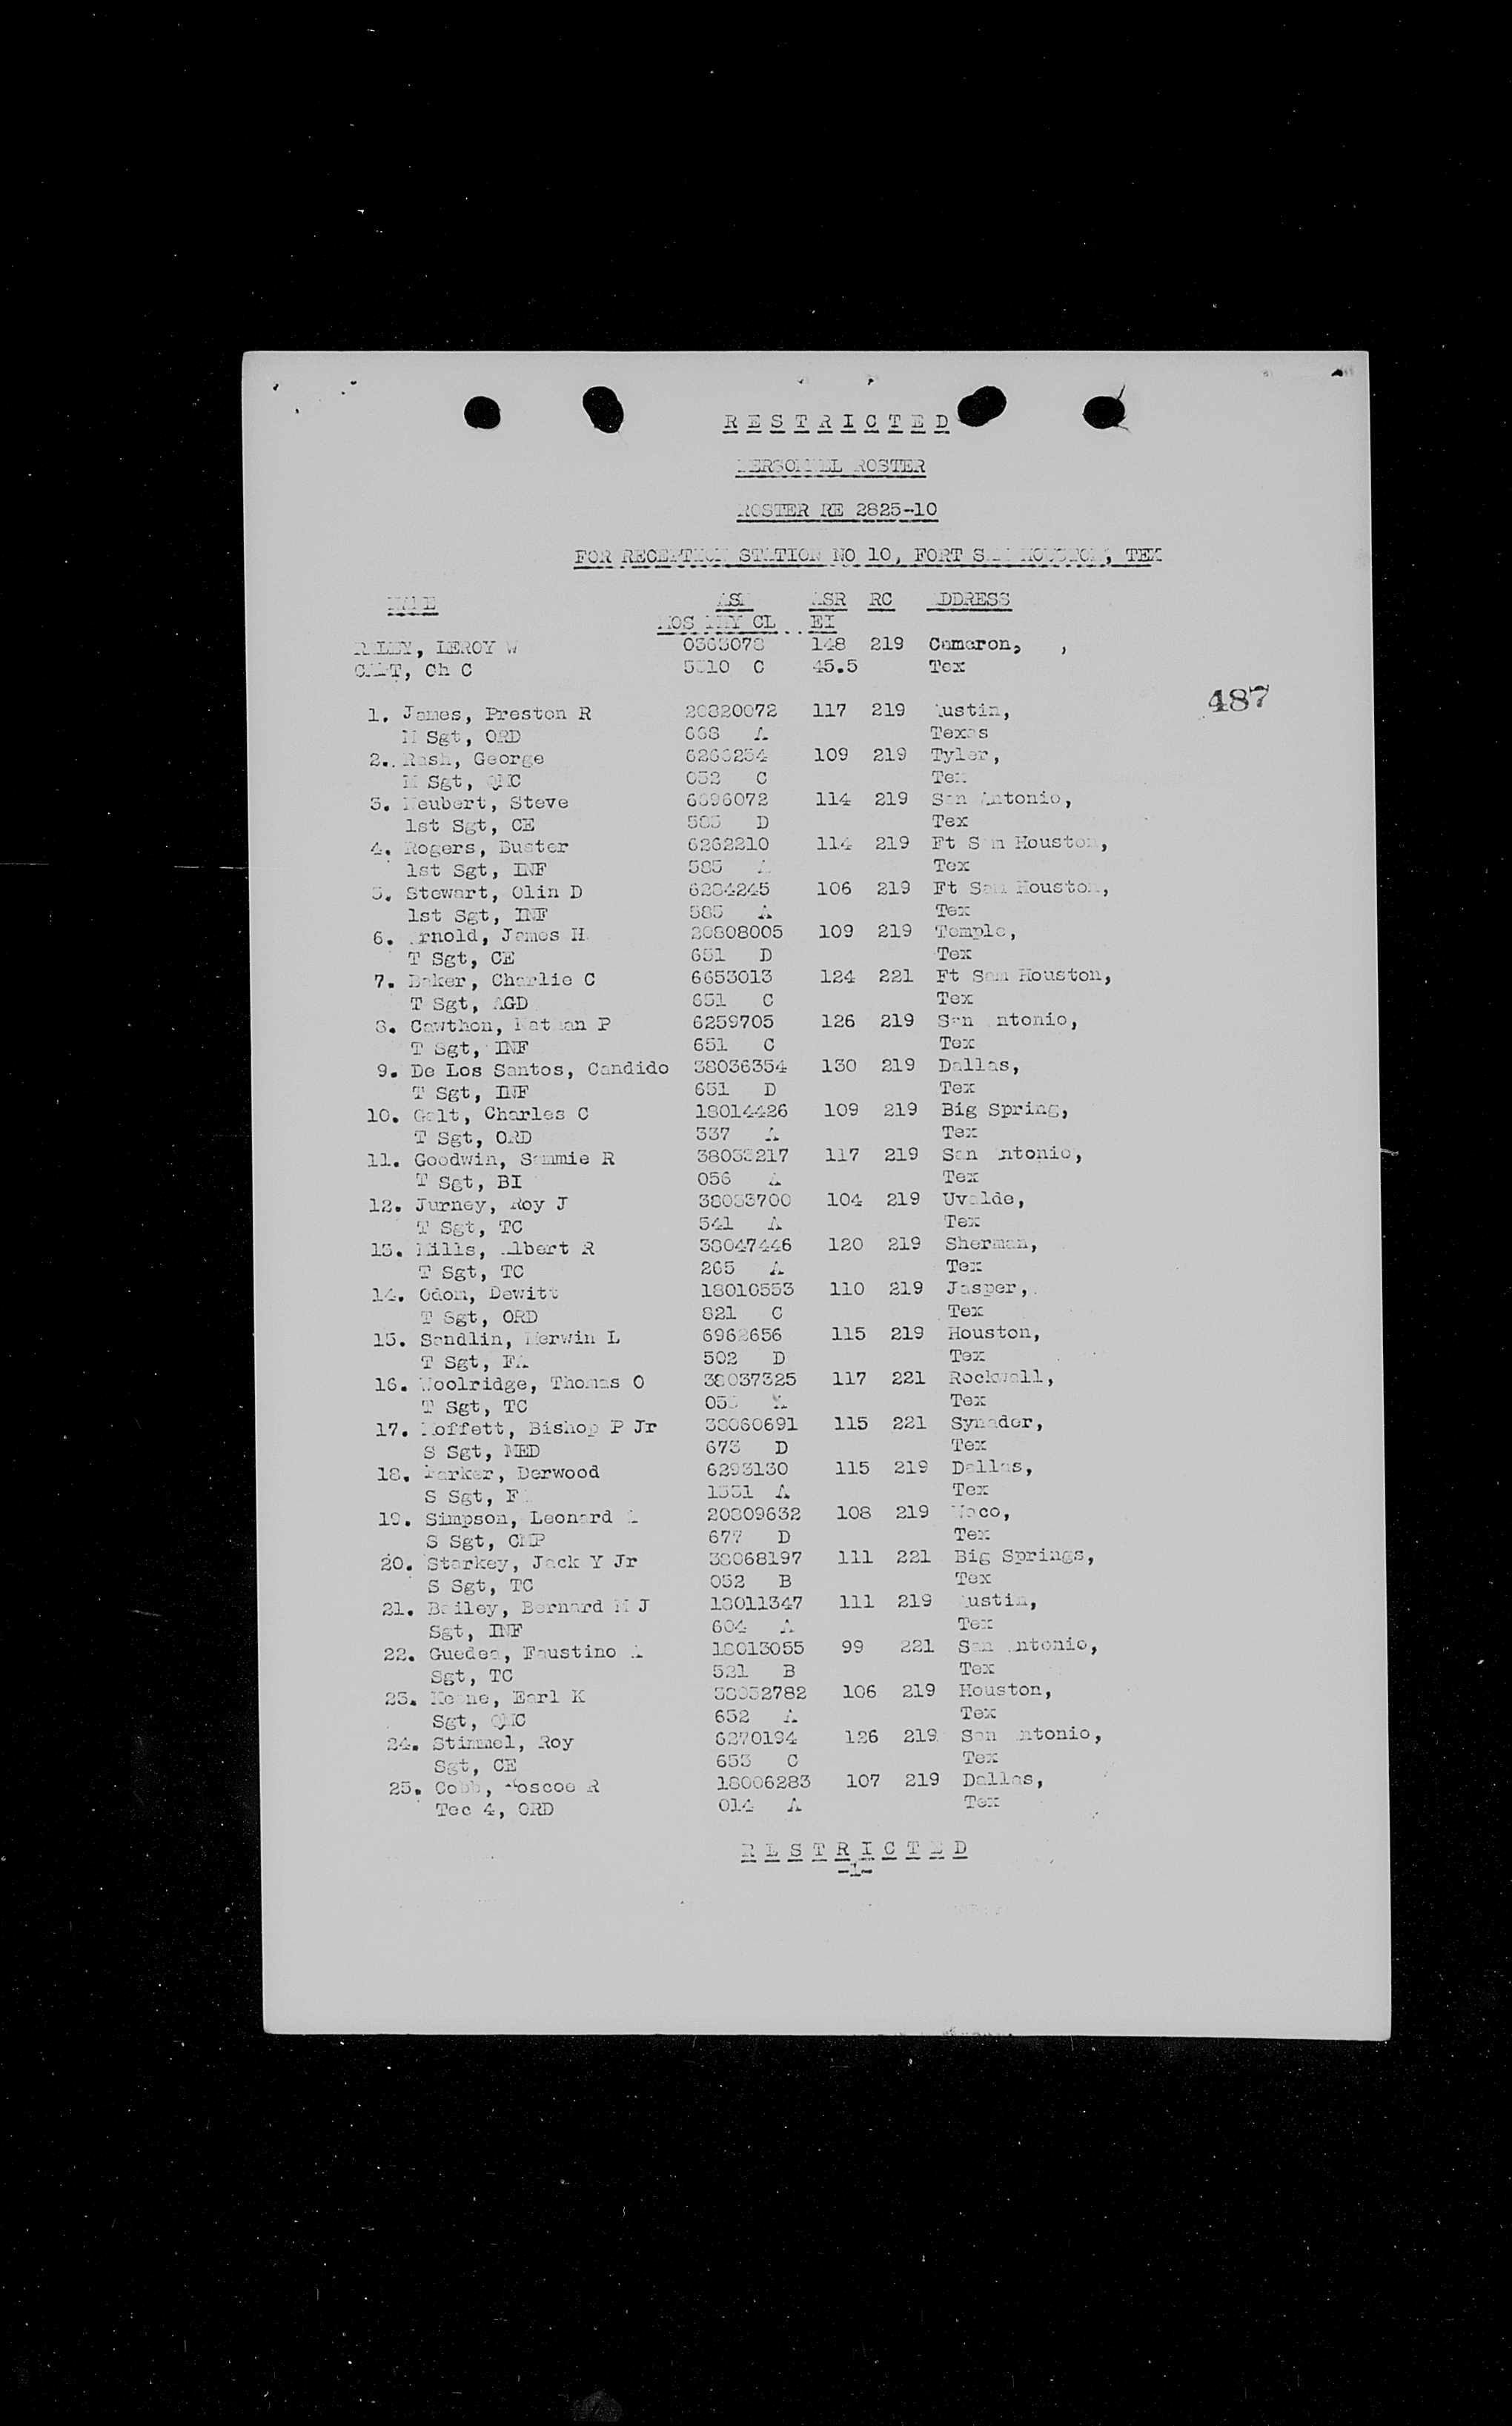 R E S T R I C T E D
PERSONNEL ROSTER
ROSTER RE 2825-10
FOR RECEPTION STATION NO 10, FORT SAM HOUSTON, TEX
NAME ASN ASR RC ADDRESS
MOS CL EI
LEROY W 148 219 Cameron, ,
CAPT, Ch C 5310 C 45.5 Tex
487
1. James, Preston R 20820072 117 219 Austin,
M Sgt, ORD 668 A Texas
2. Rash, George 6266254 109 219 Tyler,
M Sgt, QMC 052 C Tex
3. Neubert, Steve 6396072 114 219 San Antonio,
1st Sgt, CE 585 D Tex
4. Rogers, Buster 6262210 114 219 Ft Sam Houston,
1st Sgt, INF 585 A Tex
5. Stewart, Olin D 6284245 106 219 Ft Sam Houston,
1st Sgt, INF 585 A Tex
6. Arnold, James H 20808005 109 219 Temple,
T Sgt, CE 651 D Tex
7. Baker, Charlie C 6653013 124 221 Ft Sam Houston,
T Sgt, AGD 651 C Tex
8. Cawthon, Nathan P 6259705 126 219 San Antonio,
T Sgt, INF 651 C Tex
9. De Los Santos, Candido 38036354 130 219 Dallas,
T Sgt, INF 651 D Tex
10. Galt, Charles C 18014426 109 219 Big Spring,
T Sgt, ORD 337 A Tex
11. Goodwin, Sammie R 117 219 San Antonio,
T Sgt, BI 056 A Tex
12. Jurney, Roy J 38033700 104 219 Uvalde,
T Sgt, TC 541 A Tex
13. Mills, Albert R 38047446 120 219 Sherman,
T Sgt, TC 265 A Tex
14. Odom, Dewitt 18010553 110 219 Jasper,
T Sgt, ORD 821 C Tex
15. Sandlin, Merwin L 115 219 Houston,
T Sgt, FA 502 D Tex
16. Woolridge, Thomas O 38037325 117 221 Rockwall,
T Sgt, TC Tex
17. Moffett, Bishop P Jr 38060691 115 221 Synader,
S Sgt, MED 673 D Tex
18. Parker, Derwood 6293130 115 219 Dallas,
S Sgt, FA 1531 A Tex
19. Simpson, Leonard A 20809632 108 219 Waco,
S Sgt, CMP 677 D Tex
20. Starkey, Jack Y Jr 38068197 111 221 Big Springs,
S Sgt, TC 052 B Tex
21. Bailey, Bernard M J 18011347 111 219 Austin,
Sgt, INF 604 A Tex
22. Guedea, Faustino A 18013055 99 221 San Antonio,
Sgt, TC 521 B Tex
23. Keene, Earl K 38032782 106 219 Houston,
Sgt, QMC 652 A Tex
24. Stimmel, Roy 6270194 126 219 San Antonio,
Sgt, CE 653 C Tex
25. Cobb, Roscoe R 18006283 107 219 Dallas,
Tec 4, ORD 014 A Tex
R E S T R I C T E D
-1-